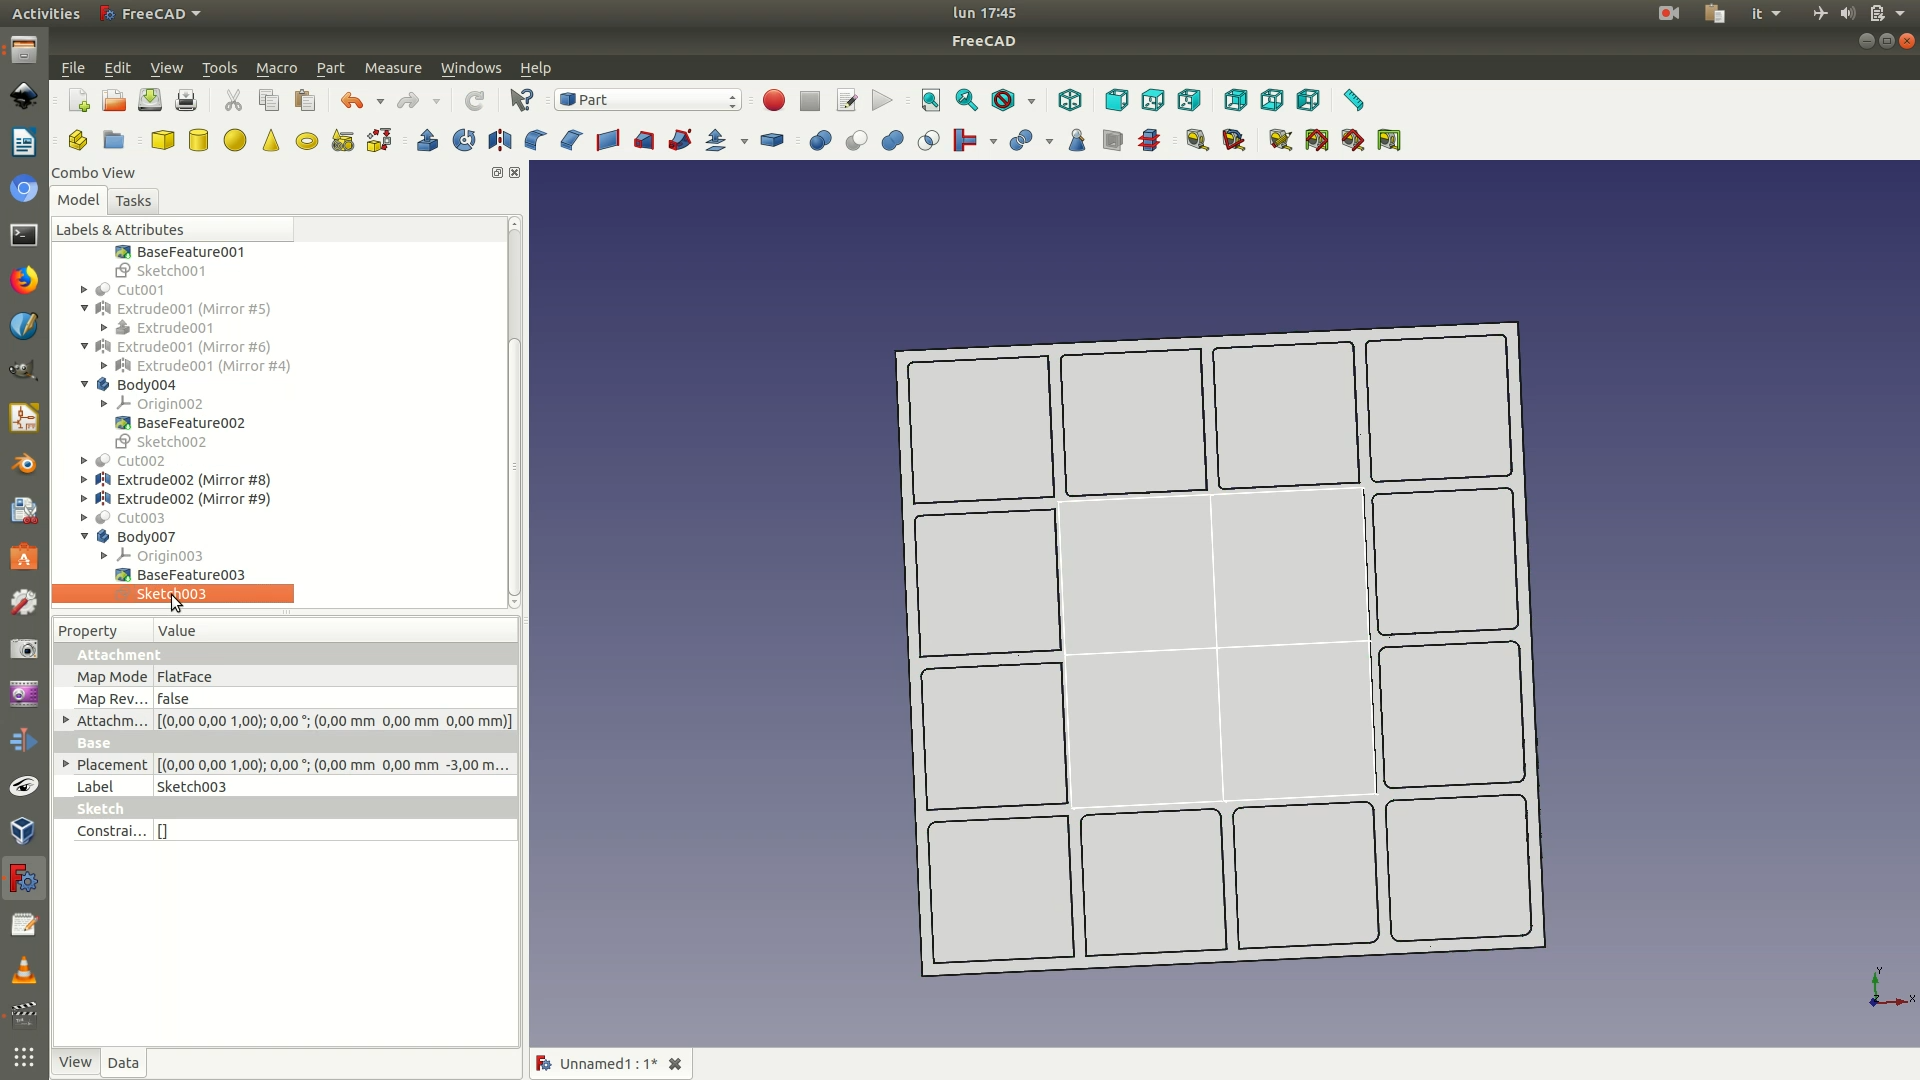 Activities FreeCAD lun 17:45 it
FreeCAD
File Edit View Tools Macro Part Measure Windows Help
Part
Combo View
Model Tasks
Labels & Attributes
BaseFeature001
Sketch001
Cut001
Extrude001 (Mirror #5)
Extrude001
Extrude001 (Mirror #6)
Extrude001 (Mirror #4)
Body004
Origin002
BaseFeature002
Sketch002
Cut002
Extrude002 (Mirror #8)
Extrude002 (Mirror #9)
Cut003
Body007
Origin003
BaseFeature003
Sketch003
Property Value
Attachment
Map Mode FlatFace
Map Rev... false
Attachm... [(0,00 0,00 1,00); 0,00 °; (0,00 mm 0,00 mm 0,00 mm)]
Base
Placement [(0,00 0,00 1,00); 0,00 °; (0,00 mm 0,00 mm -3,00 m...
Label Sketch003
Sketch
Constrai... []
Y
Z X
View Data
Unnamed1 : 1*